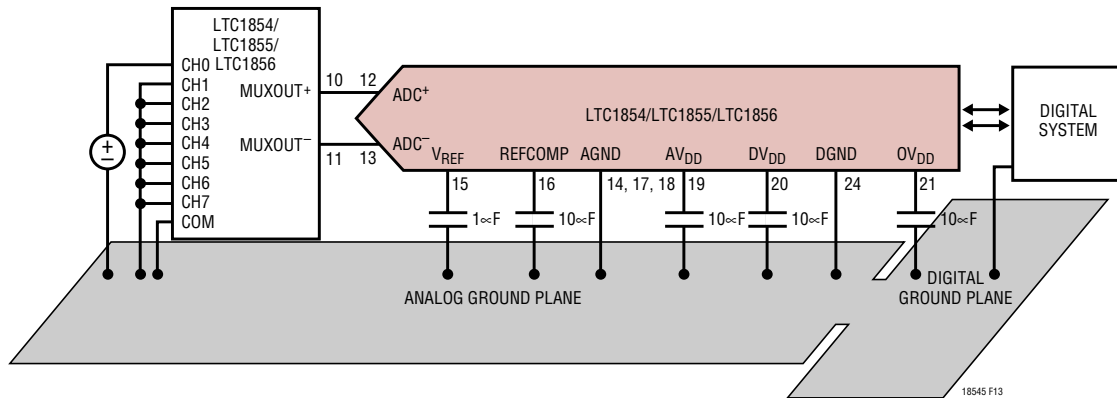 LTC1854/
LTC1855/
LTC1856
CH0
CH1
CH2
CH3
CH4
CH5
CH6
CH7
COM
MUXOUT+
MUXOUT–
10 12
11 13
+
–
ADC+
ADC–
LTC1854/LTC1855/LTC1856
VREF REFCOMP AGND AVDD DVDD DGND OVDD
15 16 14, 17, 18 19 20 24 21
1∝F 10∝F 10∝F 10∝F 10∝F
DIGITAL
SYSTEM
ANALOG GROUND PLANE
DIGITAL
GROUND PLANE
18545 F13